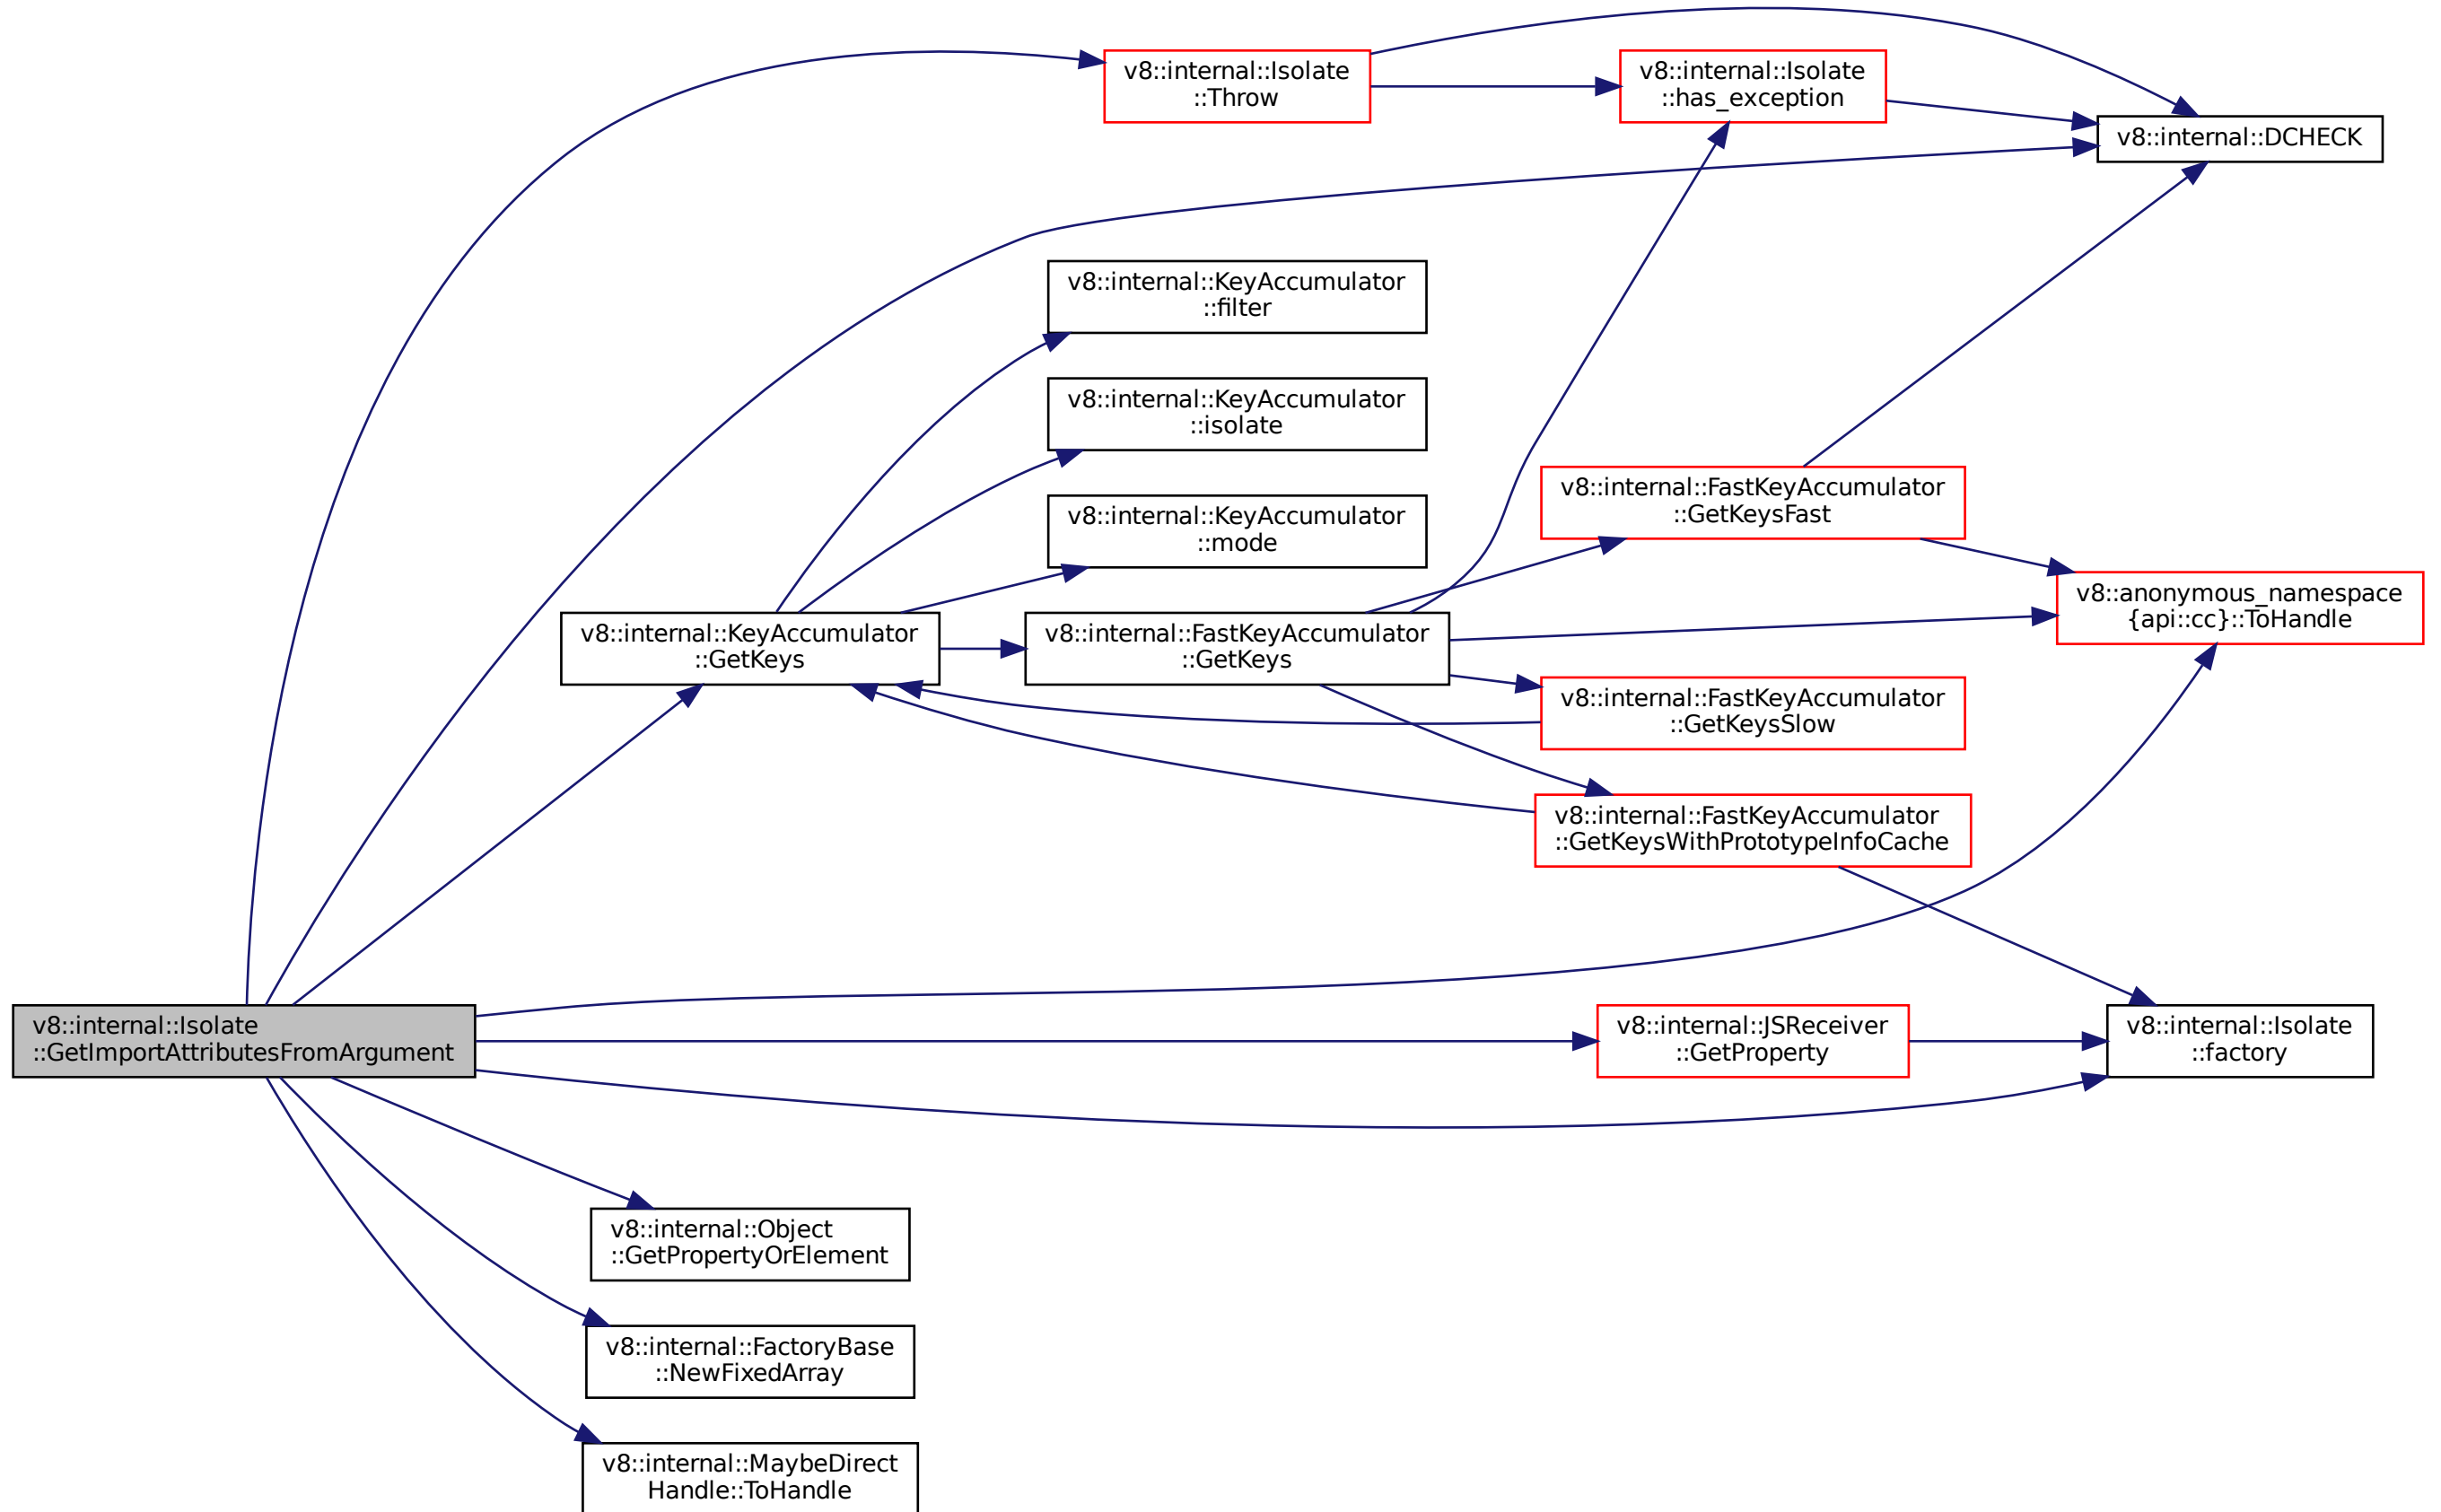 v8::internal::Isolate
::Throw
v8::internal::Isolate
::has_exception
v8::internal::DCHECK
v8::internal::KeyAccumulator
::filter
v8::internal::KeyAccumulator
::isolate
v8::internal::KeyAccumulator
::mode
v8::internal::FastKeyAccumulator
::GetKeysFast
v8::anonymous_namespace
{api::cc}::ToHandle
v8::internal::KeyAccumulator
::GetKeys
v8::internal::FastKeyAccumulator
::GetKeys
v8::internal::FastKeyAccumulator
::GetKeysSlow
v8::internal::FastKeyAccumulator
::GetKeysWithPrototypeInfoCache
v8::internal::Isolate
::GetImportAttributesFromArgument
v8::internal::JSReceiver
::GetProperty
v8::internal::Isolate
::factory
v8::internal::Object
::GetPropertyOrElement
v8::internal::FactoryBase
::NewFixedArray
v8::internal::MaybeDirect
Handle::ToHandle